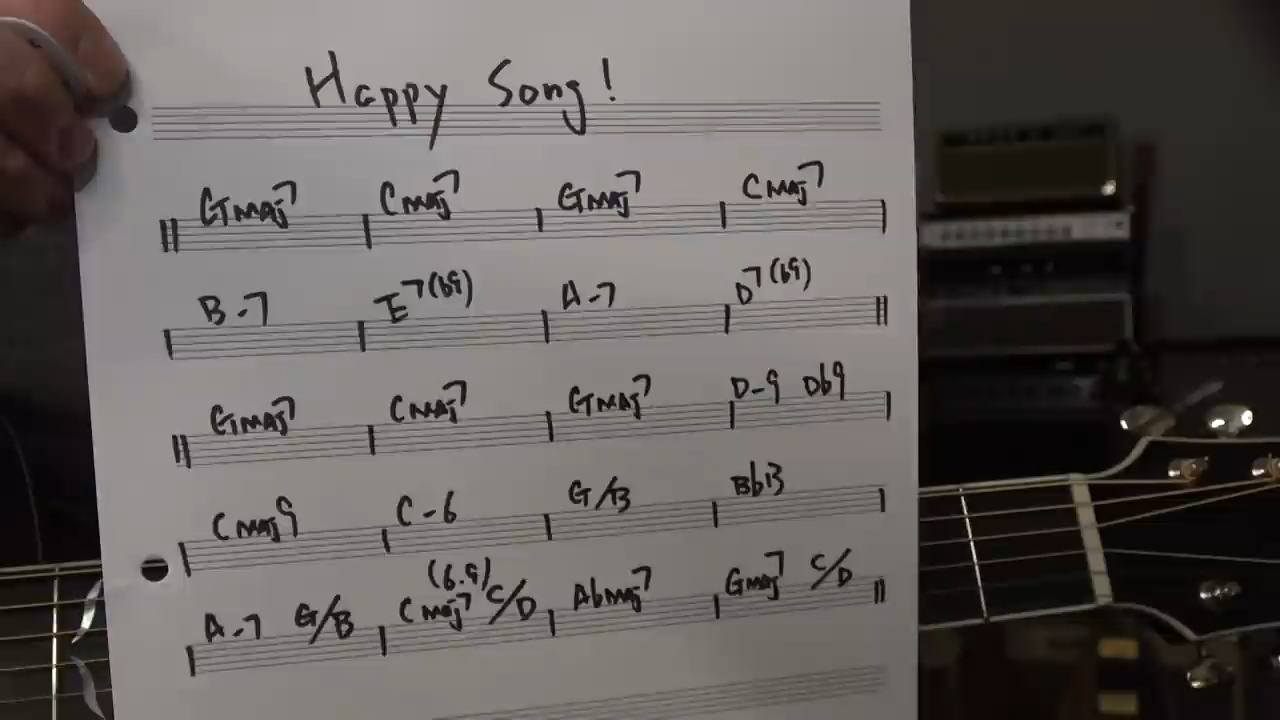 Happy Song!
Gmaj7 Cmaj7 Gmaj7 Cmaj7
B-7 E7(b9) A-7 D7(b9)
Gmaj7 Cmaj7 Gmaj7 D-9 Db9
Cmaj9 C-6 G/B Bb13
(6.9)
A-7 G/B Cmaj7 C/D Abmaj7 Gmaj7 C/D